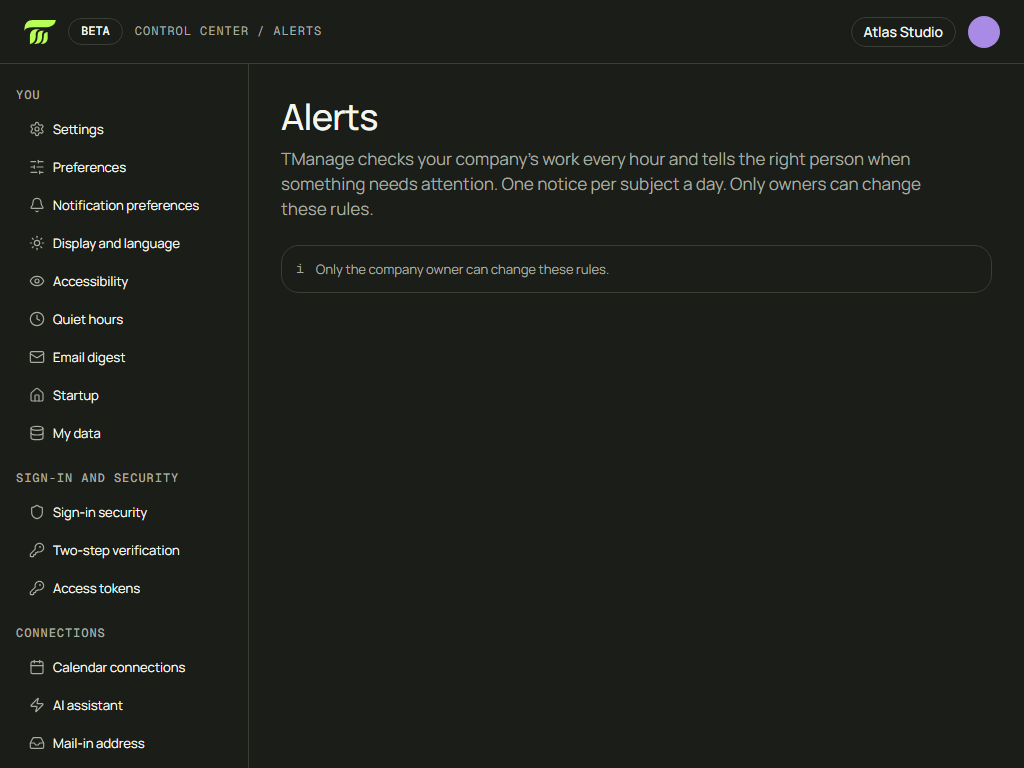 BETA
CONTROL CENTER / ALERTS
Atlas Studio
YOU
Settings
Preferences
Notification preferences
Display and language
Accessibility
Quiet hours
Email digest
Startup
My data
SIGN-IN AND SECURITY
Sign-in security
Two-step verification
Access tokens
CONNECTIONS
Calendar connections
AI assistant
Mail-in address
Alerts
TManage checks your company's work every hour and tells the right person when
something needs attention. One notice per subject a day. Only owners can change
these rules.
i Only the company owner can change these rules.